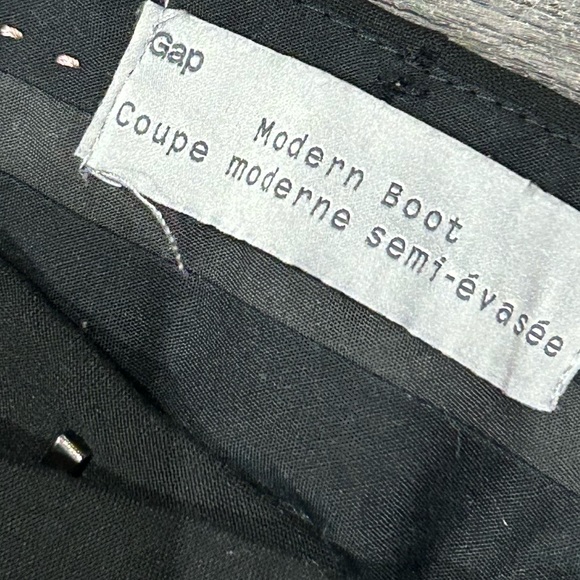 Gap
Modern Boot
Coupe moderne semi-évasée